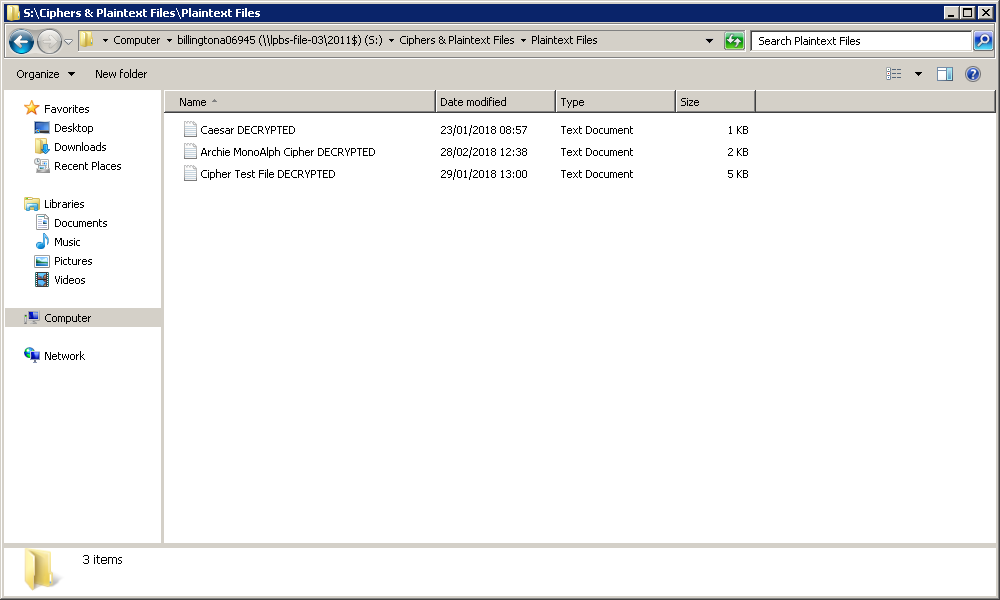 S:\Ciphers & Plaintext Files\Plaintext Files
Computer billingtona06945 (\\lpbs-file-03\2011$) (S:) Ciphers & Plaintext Files Plaintext Files Search Plaintext Files
Organize New folder
Favorites
Desktop
Downloads
Recent Places
Libraries
Documents
Music
Pictures
Videos
Computer
Network
Name Date modified Type Size
Caesar DECRYPTED 23/01/2018 08:57 Text Document 1 KB
Archie MonoAlph Cipher DECRYPTED 28/02/2018 12:38 Text Document 2 KB
Cipher Test File DECRYPTED 29/01/2018 13:00 Text Document 5 KB
3 items